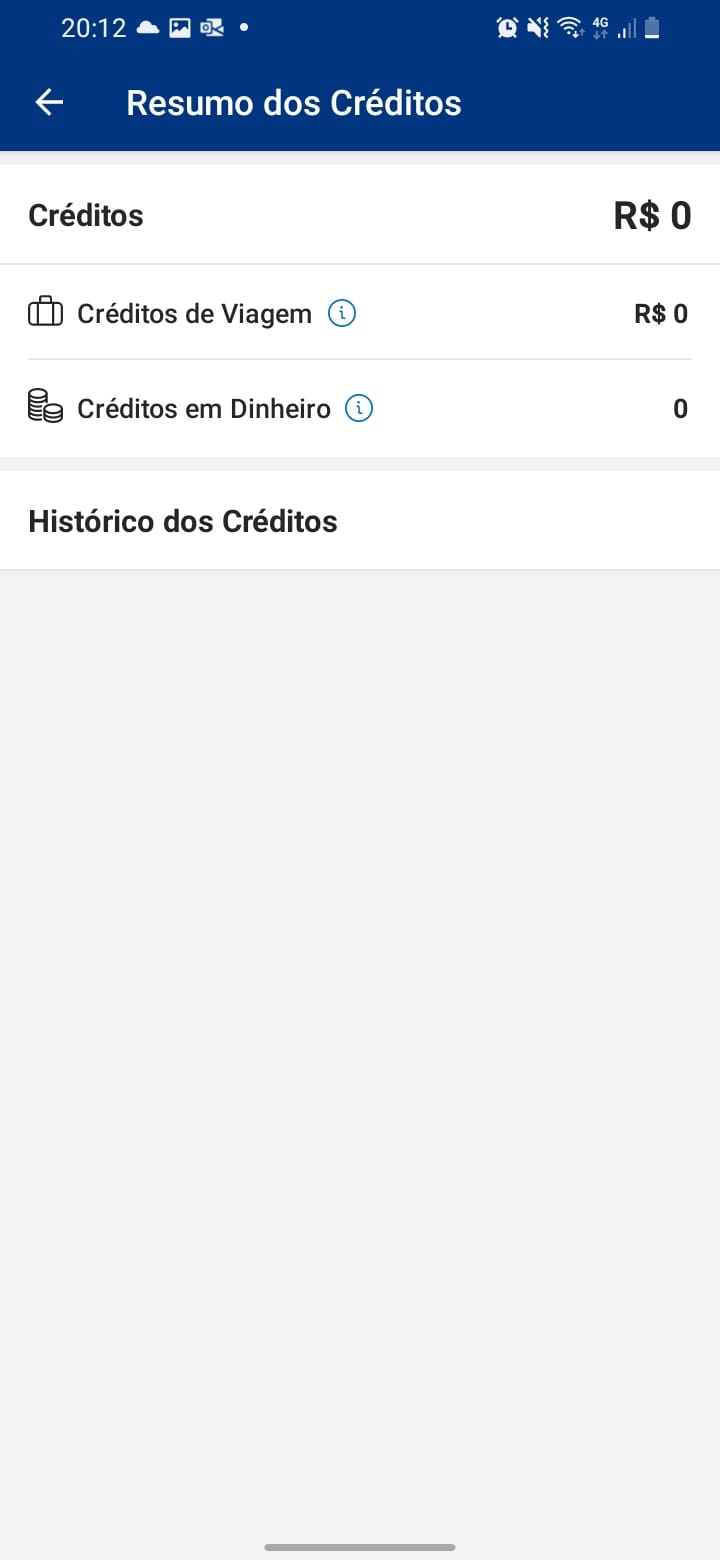 20:12
4G
Resumo dos Créditos
Créditos R$ 0
Créditos de Viagem R$ 0
Créditos em Dinheiro 0
Histórico dos Créditos